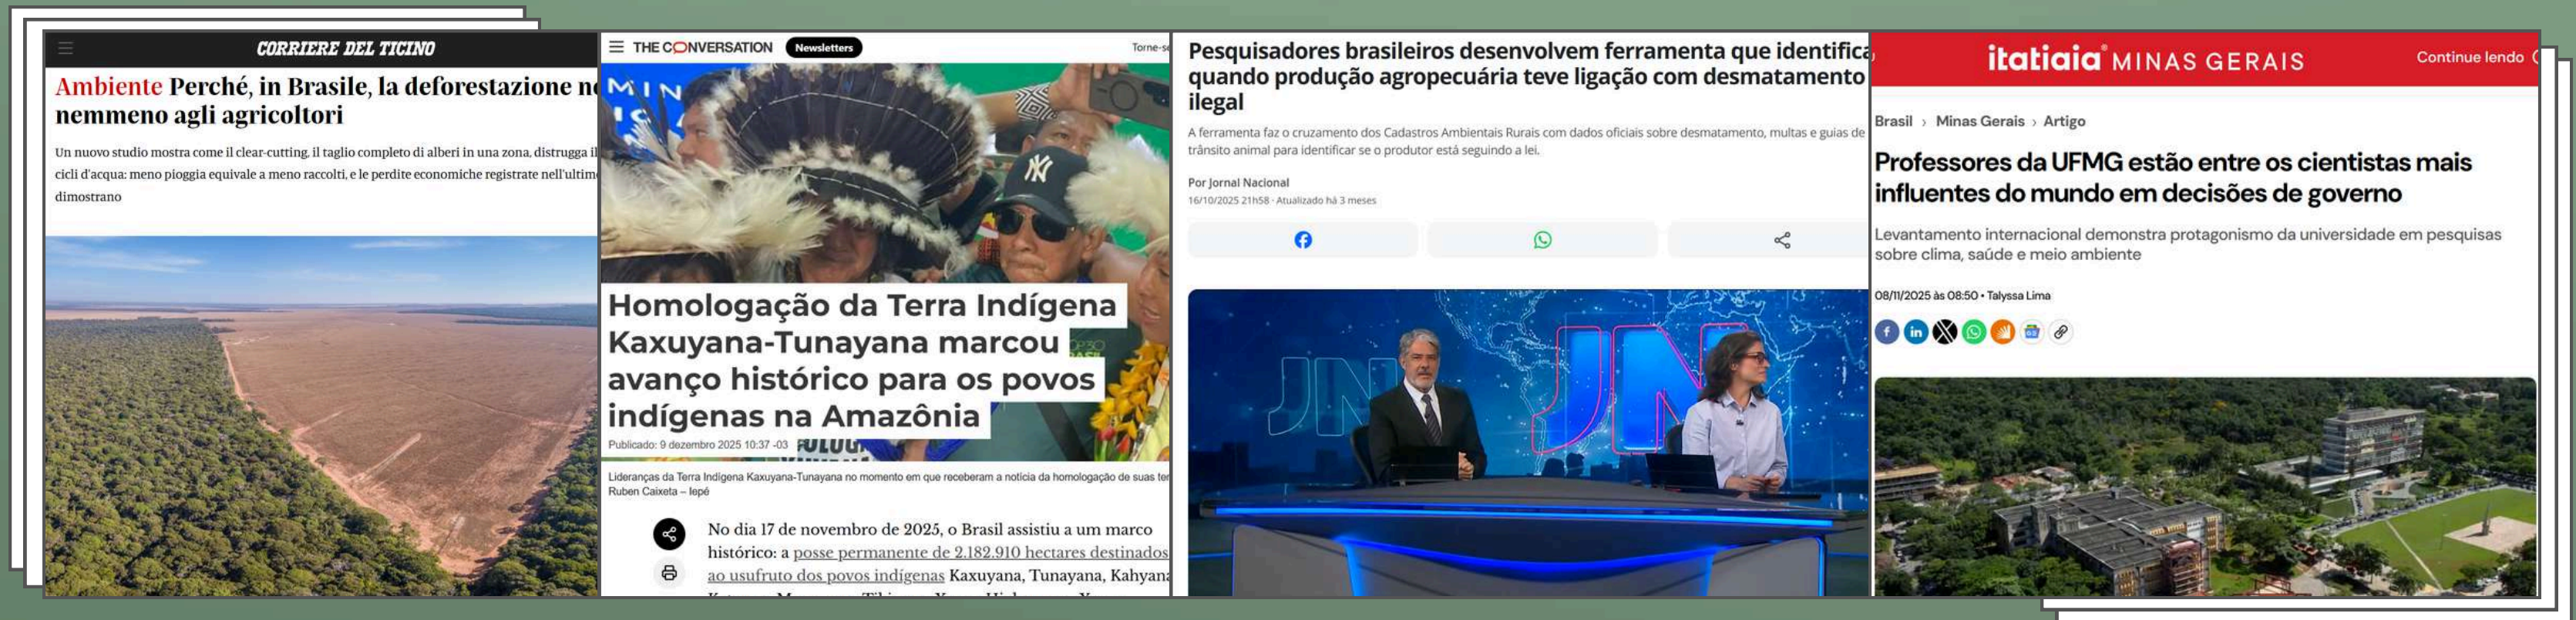 CORRIERE DEL TICINO
Ambiente Perché, in Brasile, la deforestazione
nemmeno agli agricoltori
Un nuovo studio mostra come il clear-cutting, il taglio completo di alberi in una zona, distrugga il
cicli d'acqua: meno pioggia equivale a meno raccolti, e le perdite economiche registrate nell'ultim
dimostrano
THE CONVERSATION
Newsletters
Torne-se
Homologação da Terra Indígena
Kaxuyana-Tunayana marcou
avanço histórico para os povos
indígenas na Amazônia
Publicado: 9 dezembro 2025 10:37 -03
Lideranças da Terra Indígena Kaxuyana-Tunayana no momento em que receberam a notícia da homologação de suas ter
Ruben Caixeta – Iepé
No dia 17 de novembro de 2025, o Brasil assistiu a um marco
histórico: a posse permanente de 2.182.910 hectares destinados
ao usufruto dos povos indígenas Kaxuyana, Tunayana, Kahyana
Pesquisadores brasileiros desenvolvem ferramenta que identifica
quando produção agropecuária teve ligação com desmatamento
ilegal
A ferramenta faz o cruzamento dos Cadastros Ambientais Rurais com dados oficiais sobre desmatamento, multas e guias de
trânsito animal para identificar se o produtor está seguindo a lei.
Por Jornal Nacional
16/10/2025 21h58 · Atualizado há 3 meses
JN
JN
itatiaia MINAS GERAIS
Continue lendo
Brasil › Minas Gerais › Artigo
Professores da UFMG estão entre os cientistas mais
influentes do mundo em decisões de governo
Levantamento internacional demonstra protagonismo da universidade em pesquisas
sobre clima, saúde e meio ambiente
08/11/2025 às 08:50 • Talyssa Lima